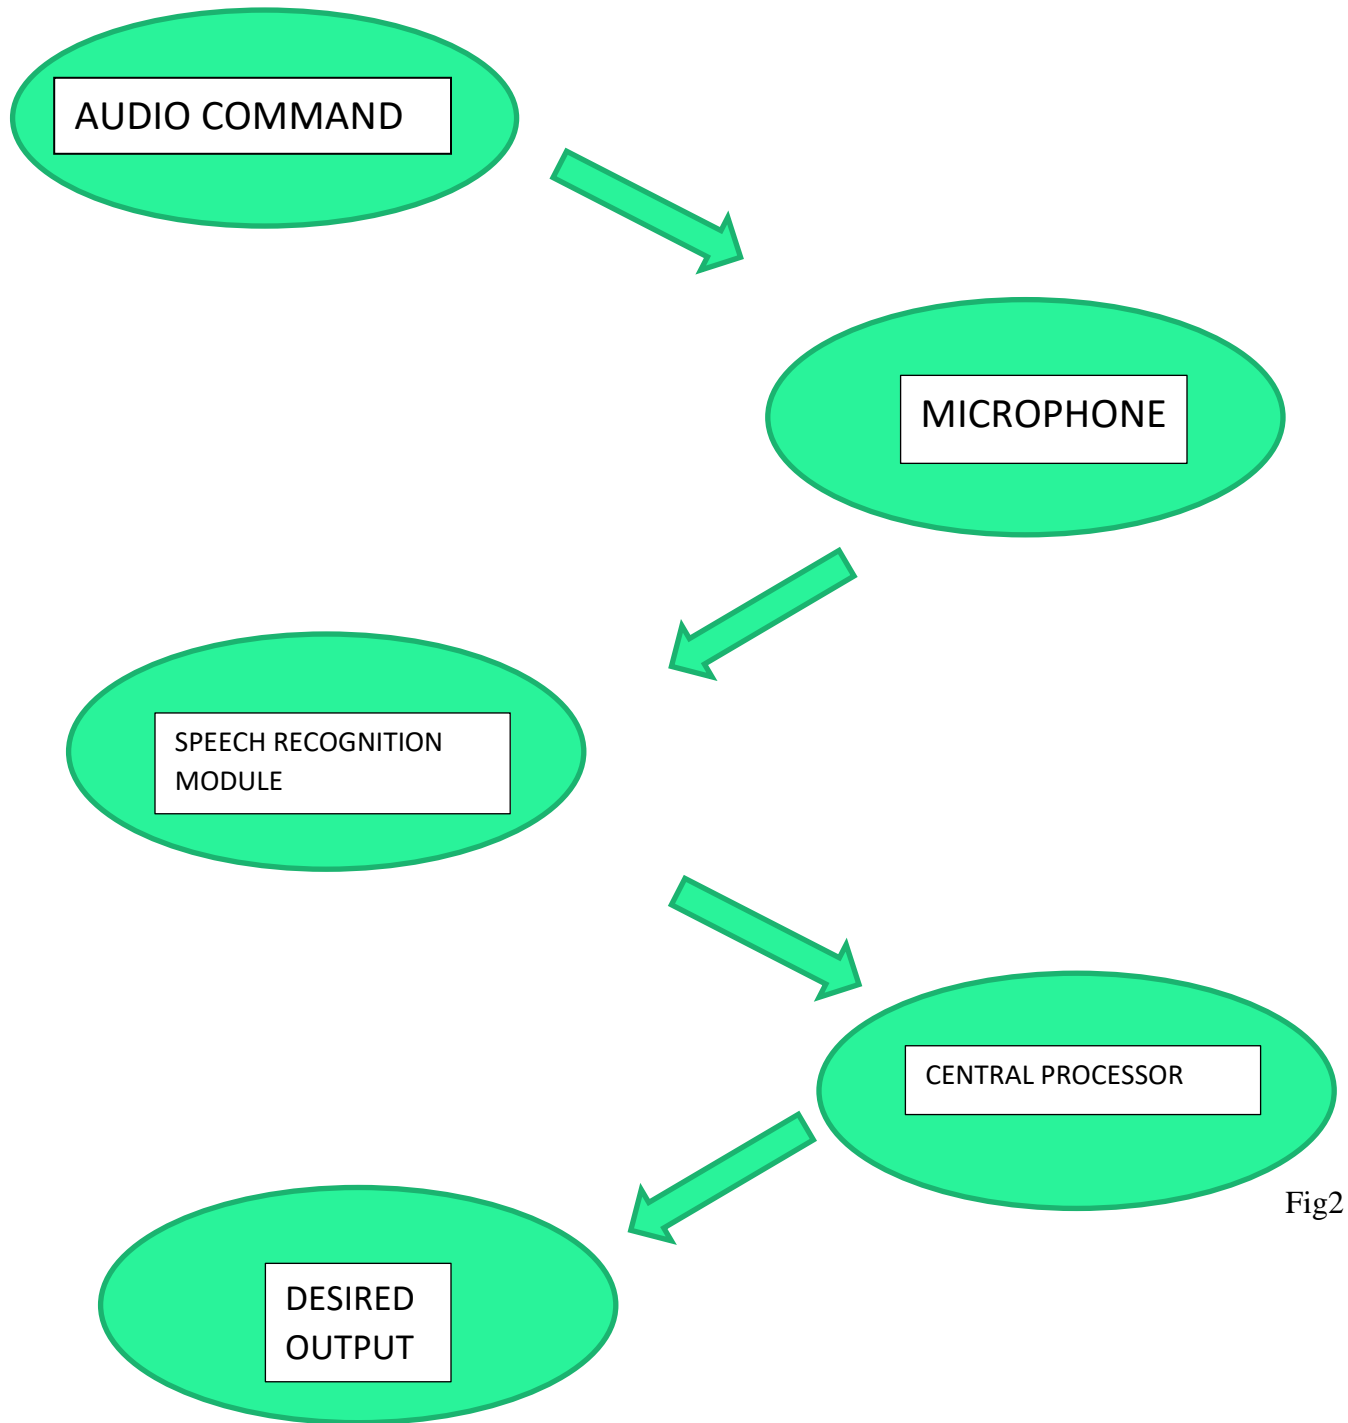 AUDIO COMMAND
MICROPHONE
SPEECH RECOGNITION
MODULE
CENTRAL PROCESSOR
Fig2
DESIRED
OUTPUT